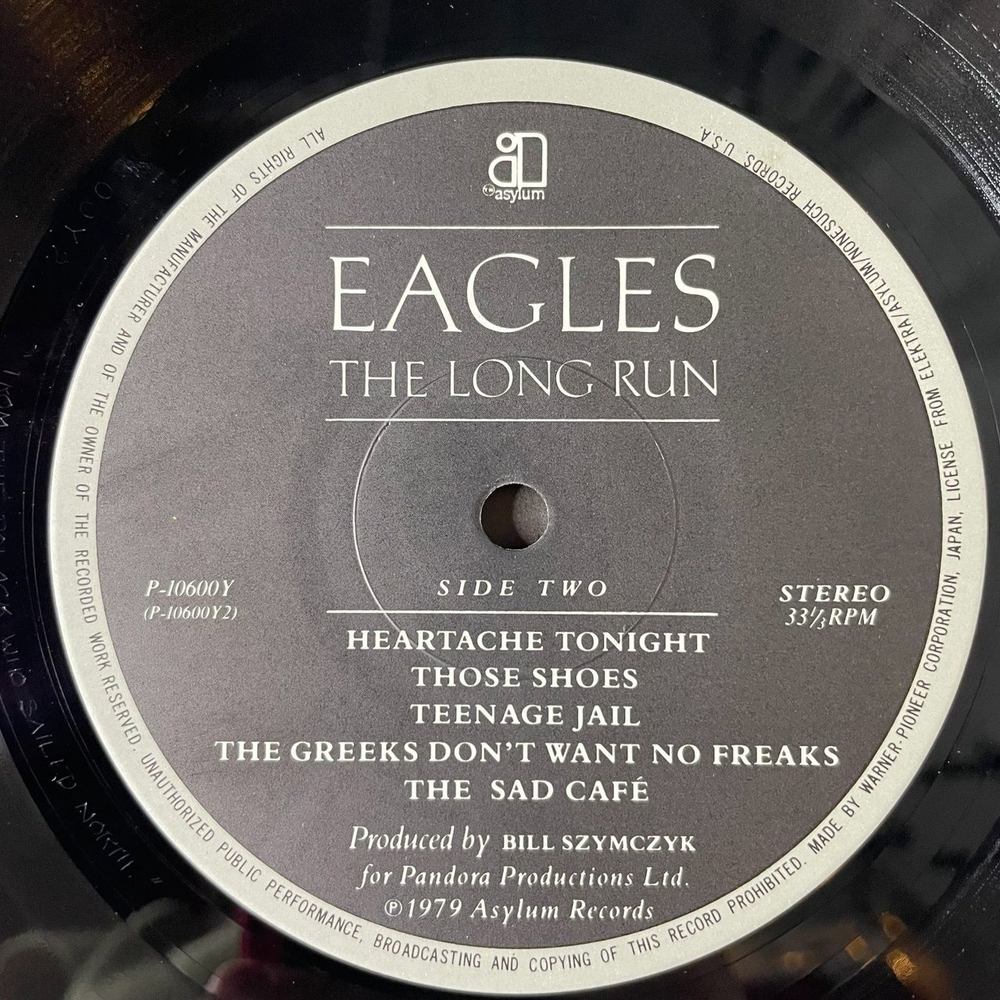 asylum
EAGLES
THE LONG RUN
SIDE TWO
P-10600Y
(P-10600Y2)
STEREO
33⅓RPM
HEARTACHE TONIGHT
THOSE SHOES
TEENAGE JAIL
THE GREEKS DON'T WANT NO FREAKS
THE SAD CAFÉ
Produced by BILL SZYMCZYK
for Pandora Productions Ltd.
℗1979 Asylum Records
ALL RIGHTS OF THE MANUFACTURER AND OF THE OWNER OF THE RECORDED WORK RESERVED. UNAUTHORIZED PUBLIC PERFORMANCE, BROADCASTING AND COPYING OF THIS RECORD PROHIBITED. MADE BY WARNER-PIONEER CORPORATION, JAPAN, LICENSE FROM ELEKTRA/ASYLUM/NONESUCH RECORDS. U.S.A.
SAILED NORTH."